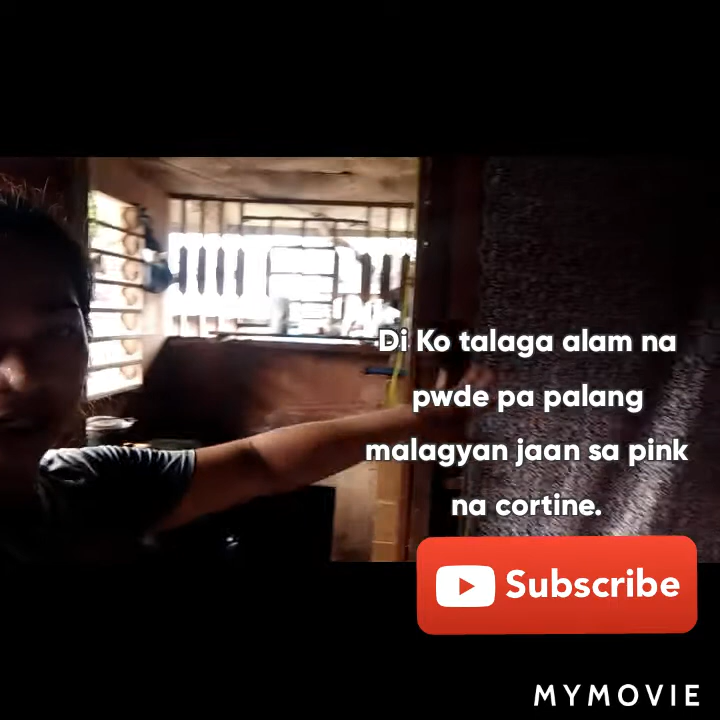 Di Ko talaga alam na
pwde pa palang
malagyan jaan sa pink
na cortine.
Subscribe
MYMOVIE